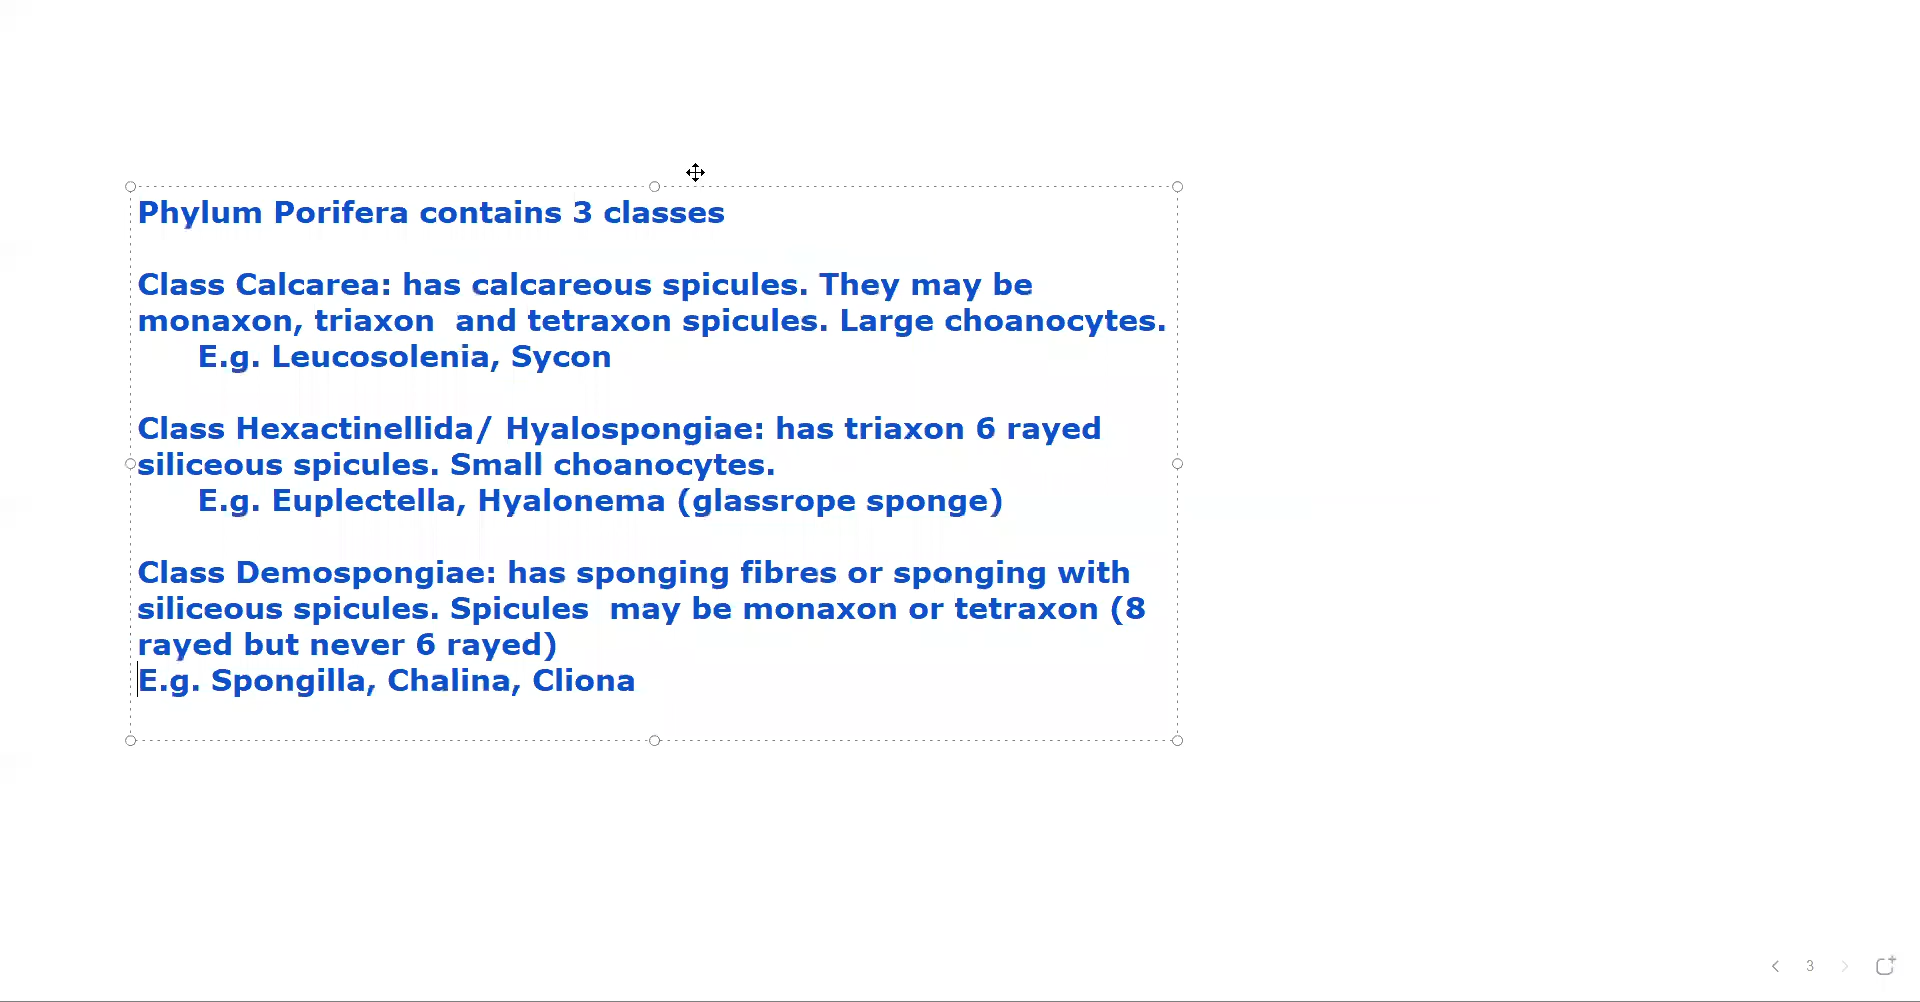 Phylum Porifera contains 3 classes
Class Calcarea: has calcareous spicules. They may be
monaxon, triaxon  and tetraxon spicules. Large choanocytes.
E.g. Leucosolenia, Sycon
Class Hexactinellida/ Hyalospongiae: has triaxon 6 rayed
siliceous spicules. Small choanocytes.
E.g. Euplectella, Hyalonema (glassrope sponge)
Class Demospongiae: has sponging fibres or sponging with
siliceous spicules. Spicules  may be monaxon or tetraxon (8
rayed but never 6 rayed)
E.g. Spongilla, Chalina, Cliona
3